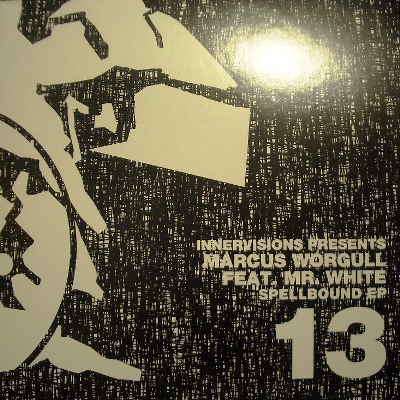 INNERVISIONS PRESENTS
MARCUS WORGULL
FEAT. MR. WHITE
SPELLBOUND EP
13